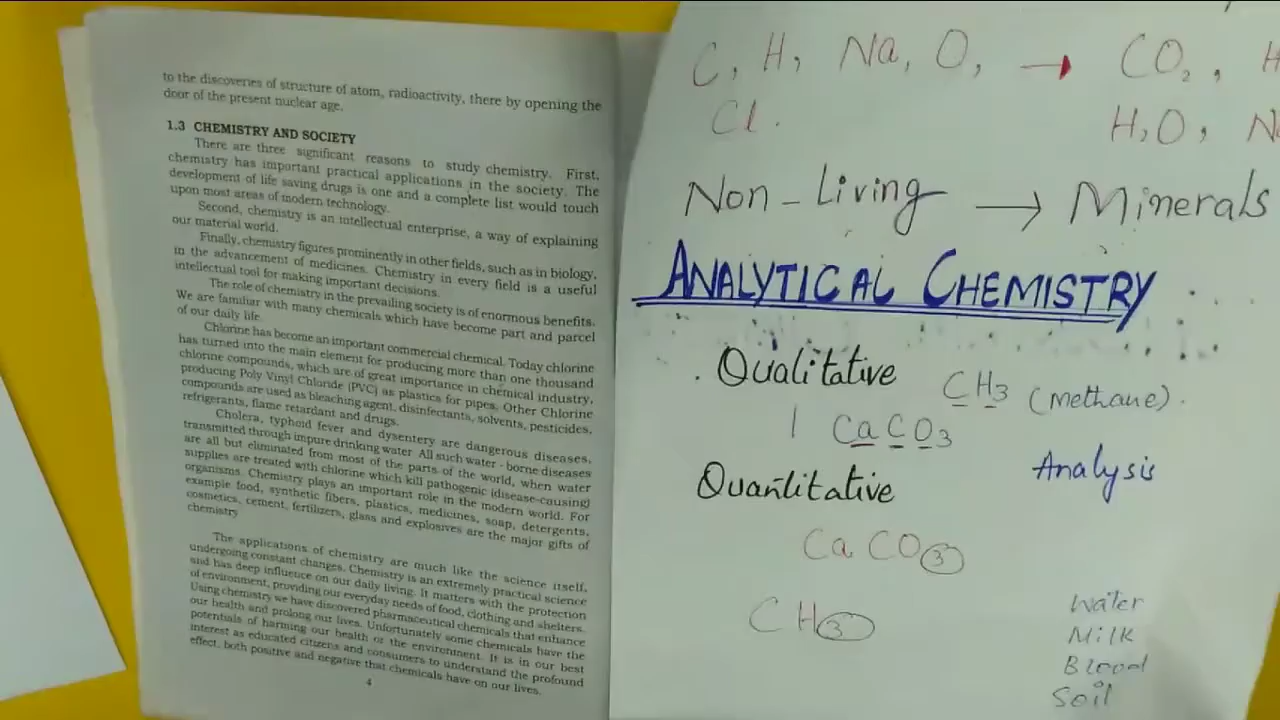 to the discoveries of structure of atom, radioactivity, there by opening the
door of the present nuclear age.
1.3 CHEMISTRY AND SOCIETY
There are three significant reasons to study chemistry. First,
chemistry has important practical applications in the society. The
development of life saving drugs is one and a complete list would touch
upon most areas of modern technology.
Second, chemistry is an intellectual enterprise, a way of explaining
our material world.
Finally, chemistry figures prominently in other fields, such as in biology,
in the advancement of medicines. Chemistry in every field is a useful
intellectual tool for making important decisions.
The role of chemistry in the prevailing society is of enormous benefits.
We are familiar with many chemicals which have become part and parcel
of our daily life.
Chlorine has become an important commercial chemical. Today chlorine
has turned into the main element for producing more than one thousand
chlorine compounds, which are of great importance in chemical industry,
producing Poly Vinyl Chloride (PVC) as plastics for pipes. Other Chlorine
compounds are used as bleaching agent, disinfectants, solvents, pesticides,
refrigerants, flame retardant and drugs.
Cholera, typhoid fever and dysentery are dangerous diseases,
transmitted through impure drinking water. All such water - borne diseases
are all but eliminated from most of the parts of the world, when water
supplies are treated with chlorine which kill pathogenic (disease-causing)
organisms. Chemistry plays an important role in the modern world. For
example food, synthetic fibers, plastics, medicines, soap, detergents,
cosmetics, cement, fertilizers, glass and explosives are the major gifts of
chemistry
The applications of chemistry are much like the science itself,
undergoing constant changes. Chemistry is an extremely practical science
and has deep influence on our daily living. It matters with the protection
of environment, providing our everyday needs of food, clothing and shelters.
Using chemistry we have discovered pharmaceutical chemicals that enhance
our health and prolong our lives. Unfortunately some chemicals have the
potentials of harming our health or the environment. It is in our best
interest as educated citizens and consumers to understand the profound
effect, both positive and negative that chemicals have on our lives.
4
C, H, Na, O, → CO2, H
Cl. H2O, N
Non-Living → Minerals
ANALYTICAL CHEMISTRY
Qualitative CH3 (methane).
CaCO3
Analysis
Quantitative
CaCO3
CH3
Water
Milk
Blood
Soil